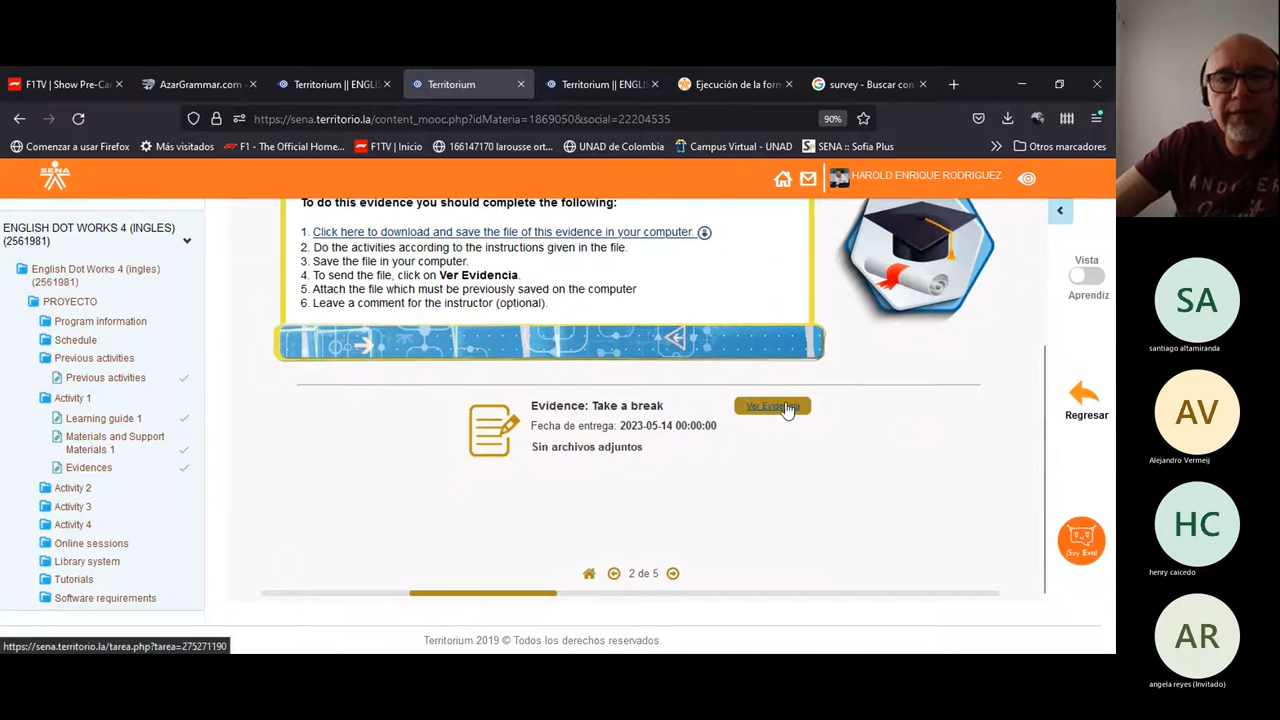 F1TV | Show Pre-Ca
AzarGrammar.com
Territorium || ENGLIS
Territorium
Territorium || ENGLIS
Ejecución de la form
survey - Buscar con
https://sena.territorio.la/content_mooc.php?idMateria=1869050&social=22204535
90%
Comenzar a usar Firefox
Más visitados
F1 - The Official Home...
F1TV | Inicio
166147170 larousse ort...
UNAD de Colombia
Campus Virtual - UNAD
SENA :: Sofia Plus
Otros marcadores
SENA
HAROLD ENRIQUE RODRIGUEZ
ENGLISH DOT WORKS 4 (INGLES)
(2561981)
English Dot Works 4 (ingles)
(2561981)
PROYECTO
Program information
Schedule
Previous activities
Previous activities
Activity 1
Learning guide 1
Materials and Support
Materials 1
Evidences
Activity 2
Activity 3
Activity 4
Online sessions
Library system
Tutorials
Software requirements
To do this evidence you should complete the following:
1. Click here to download and save the file of this evidence in your computer.
2. Do the activities according to the instructions given in the file.
3. Save the file in your computer.
4. To send the file, click on Ver Evidencia.
5. Attach the file which must be previously saved on the computer
6. Leave a comment for the instructor (optional).
Evidence: Take a break
Ver Evidencia
Fecha de entrega: 2023-05-14 00:00:00
Sin archivos adjuntos
2 de 5
Vista
Aprendiz
Regresar
¡Soy Eva!
Territorium 2019 © Todos los derechos reservados.
https://sena.territorio.la/tarea.php?tarea=275271190
SA
santiago altamiranda
AV
Alejandro Vermeij
HC
henry caicedo
AR
angela reyes (Invitado)